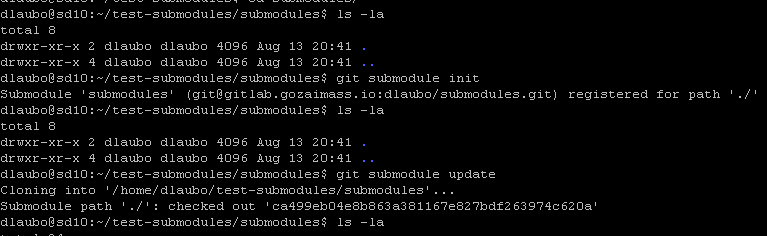 dlaubo@sd10:~/test-submodules/submodules$ ls -la
total 8
drwxr-xr-x 2 dlaubo dlaubo 4096 Aug 13 20:41 .
drwxr-xr-x 4 dlaubo dlaubo 4096 Aug 13 20:41 ..
dlaubo@sd10:~/test-submodules/submodules$ git submodule init
Submodule 'submodules' (git@gitlab.gozaimass.io:dlaubo/submodules.git) registered for path './'
dlaubo@sd10:~/test-submodules/submodules$ ls -la
total 8
drwxr-xr-x 2 dlaubo dlaubo 4096 Aug 13 20:41 .
drwxr-xr-x 4 dlaubo dlaubo 4096 Aug 13 20:41 ..
dlaubo@sd10:~/test-submodules/submodules$ git submodule update
Cloning into '/home/dlaubo/test-submodules/submodules'...
Submodule path './': checked out 'ca499eb04e8b863a381167e827bdf263974c620a'
dlaubo@sd10:~/test-submodules/submodules$ ls -la